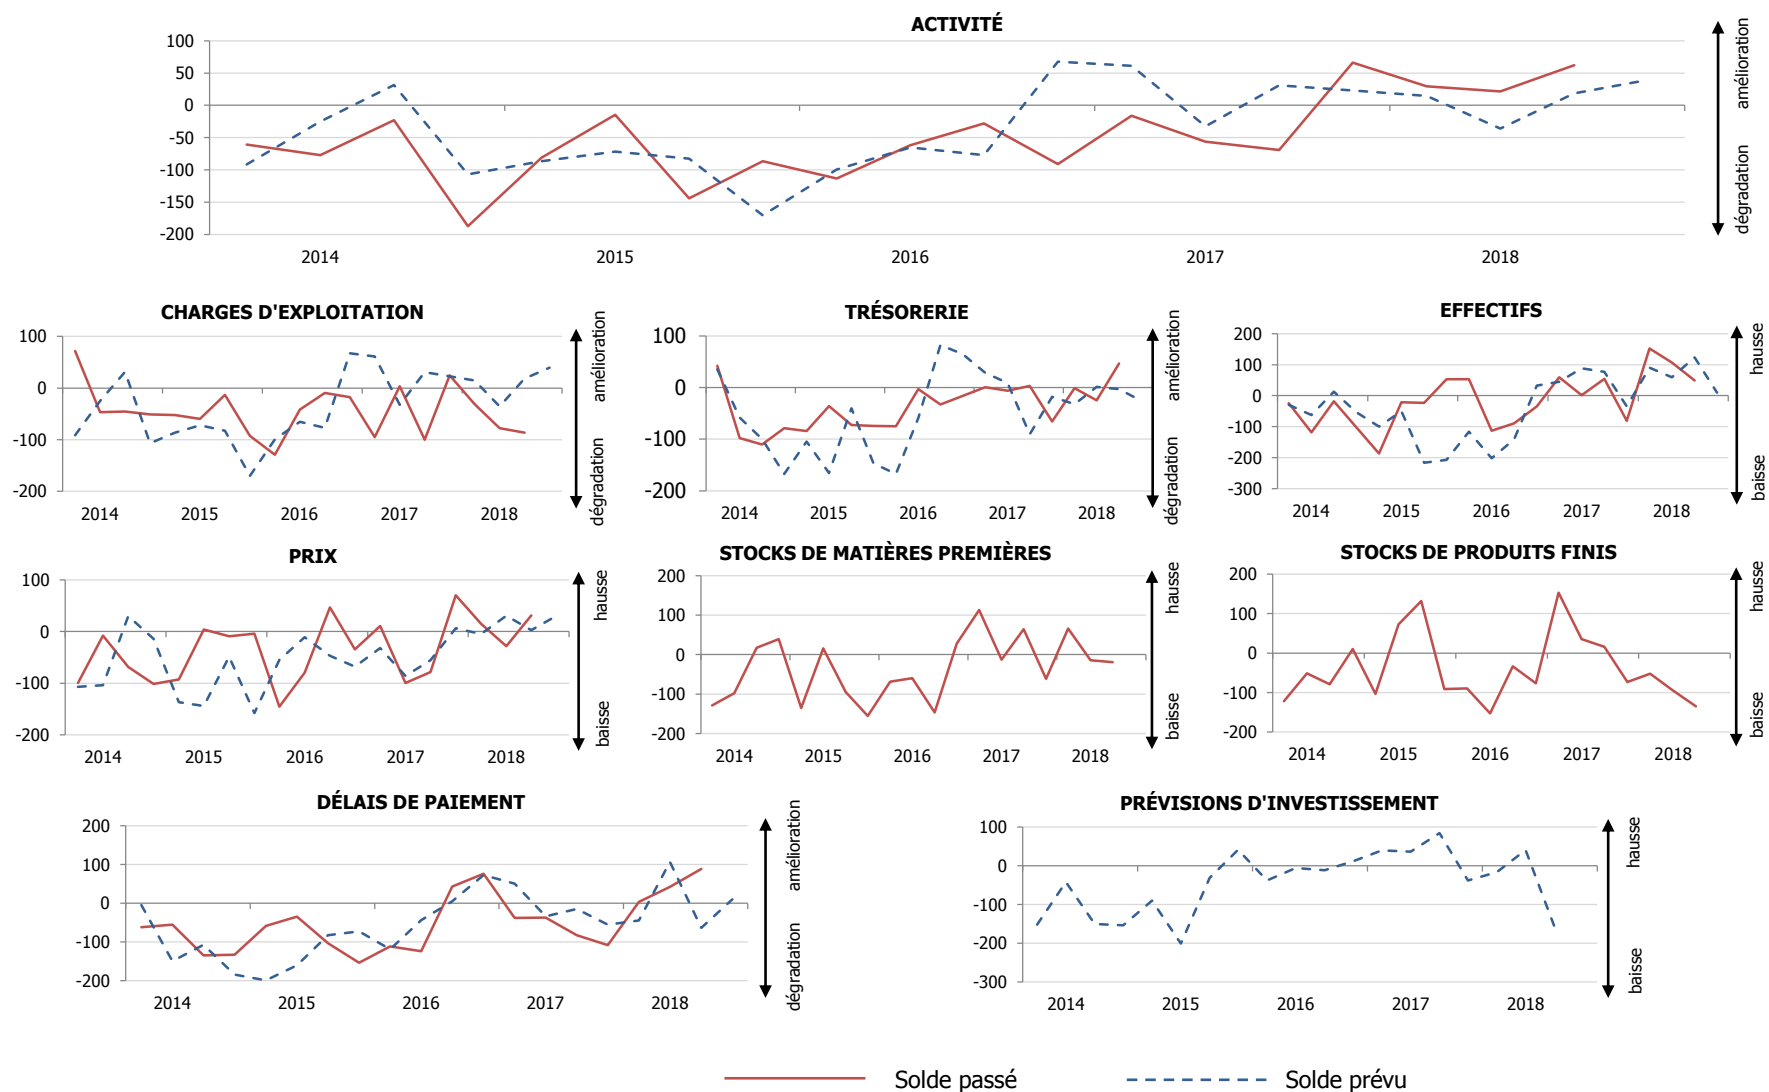 ACTIVITÉ
100
50
0
-50
-100
-150
-200
2014 2015 2016 2017 2018
amélioration
dégradation
CHARGES D'EXPLOITATION
100
0
-100
-200
2014 2015 2016 2017 2018
amélioration
dégradation
TRÉSORERIE
100
0
-100
-200
2014 2015 2016 2017 2018
amélioration
dégradation
EFFECTIFS
200
100
0
-100
-200
-300
2014 2015 2016 2017 2018
hausse
baisse
PRIX
100
0
-100
-200
2014 2015 2016 2017 2018
hausse
baisse
STOCKS DE MATIÈRES PREMIÈRES
200
100
0
-100
-200
2014 2015 2016 2017 2018
hausse
baisse
STOCKS DE PRODUITS FINIS
200
100
0
-100
-200
2014 2015 2016 2017 2018
hausse
baisse
DÉLAIS DE PAIEMENT
200
100
0
-100
-200
2014 2015 2016 2017 2018
amélioration
dégradation
PRÉVISIONS D'INVESTISSEMENT
100
0
-100
-200
-300
2014 2015 2016 2017 2018
hausse
baisse
Solde passé
Solde prévu